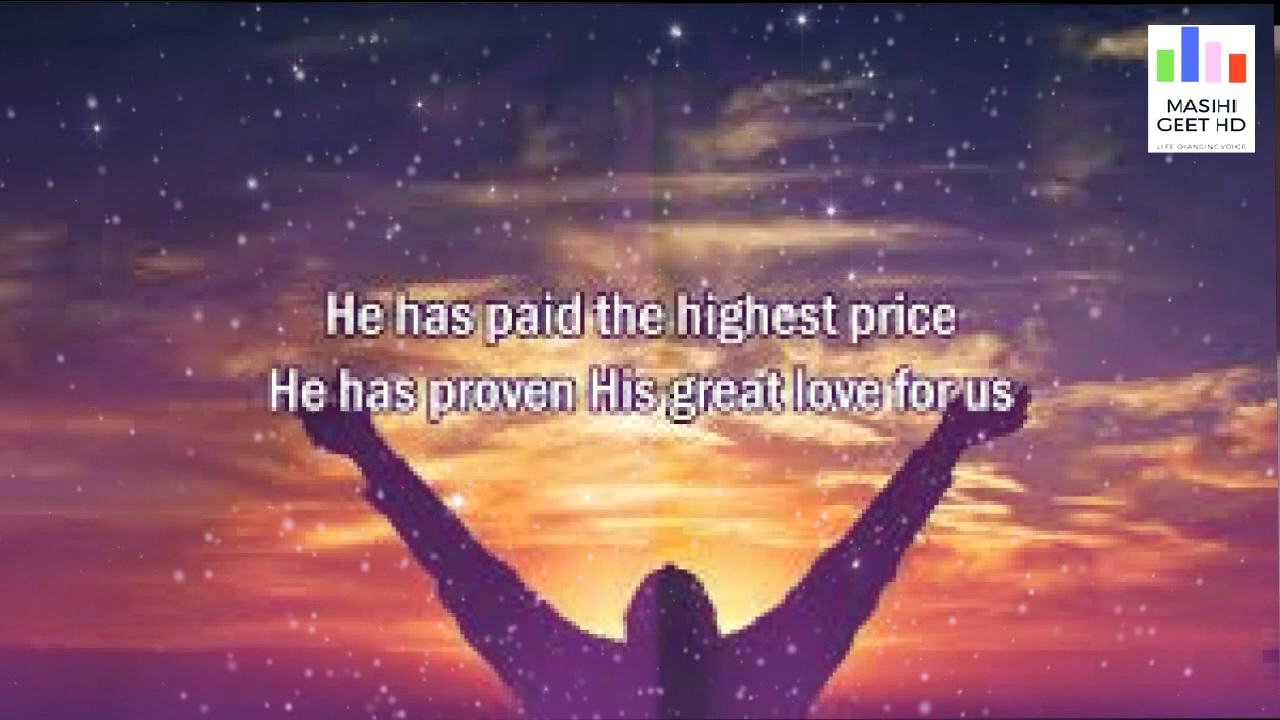 MASIHI
GEET HD
LIFE CHANGING VOICE
He has paid the highest price
He has proven His great love for us